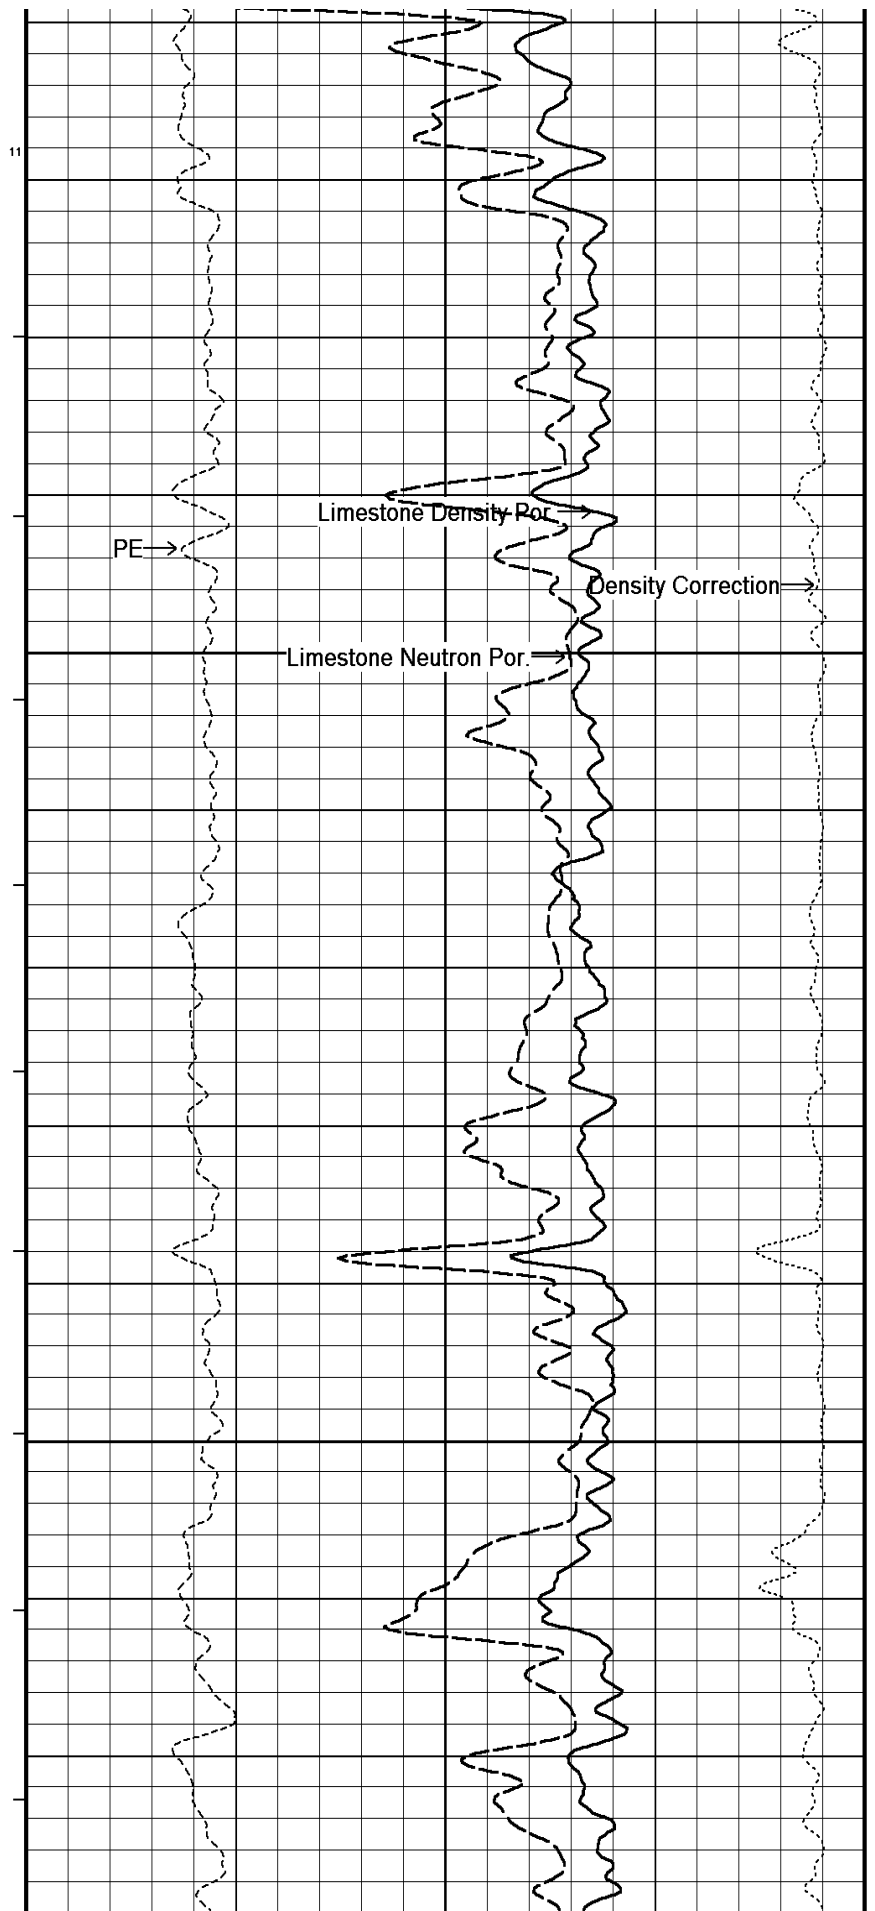 11
Limestone Density Por
PE
Density Correction
Limestone Neutron Por.